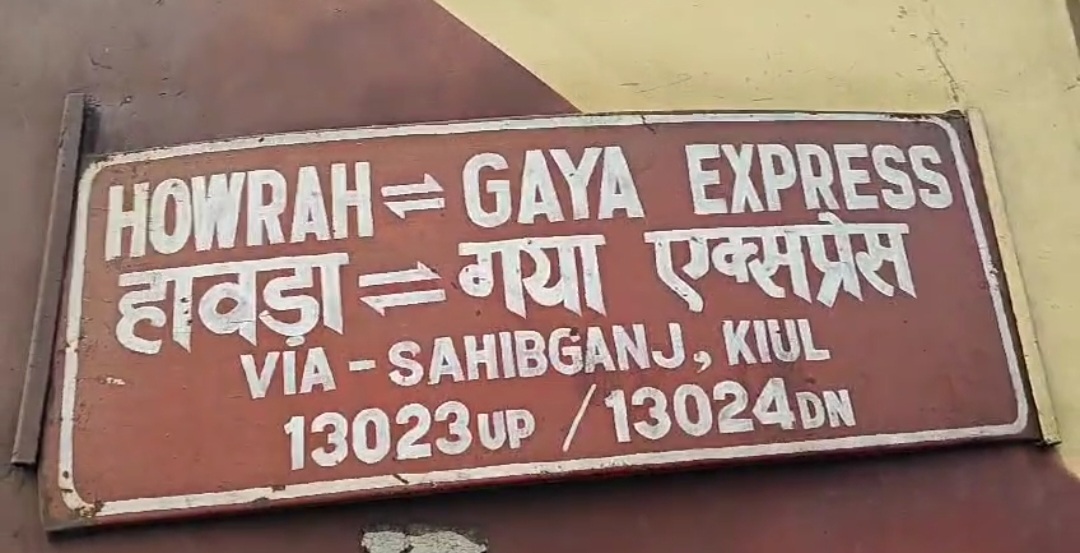 HOWRAH ⇌ GAYA EXPRESS
हावड़ा ⇌ गया एक्सप्रेस
VIA - SAHIBGANJ, KIUL
13023UP / 13024DN